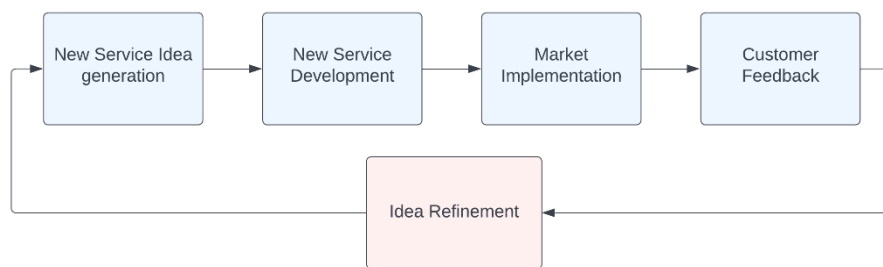 New Service Idea
generation
New Service
Development
Market
Implementation
Customer
Feedback
Idea Refinement